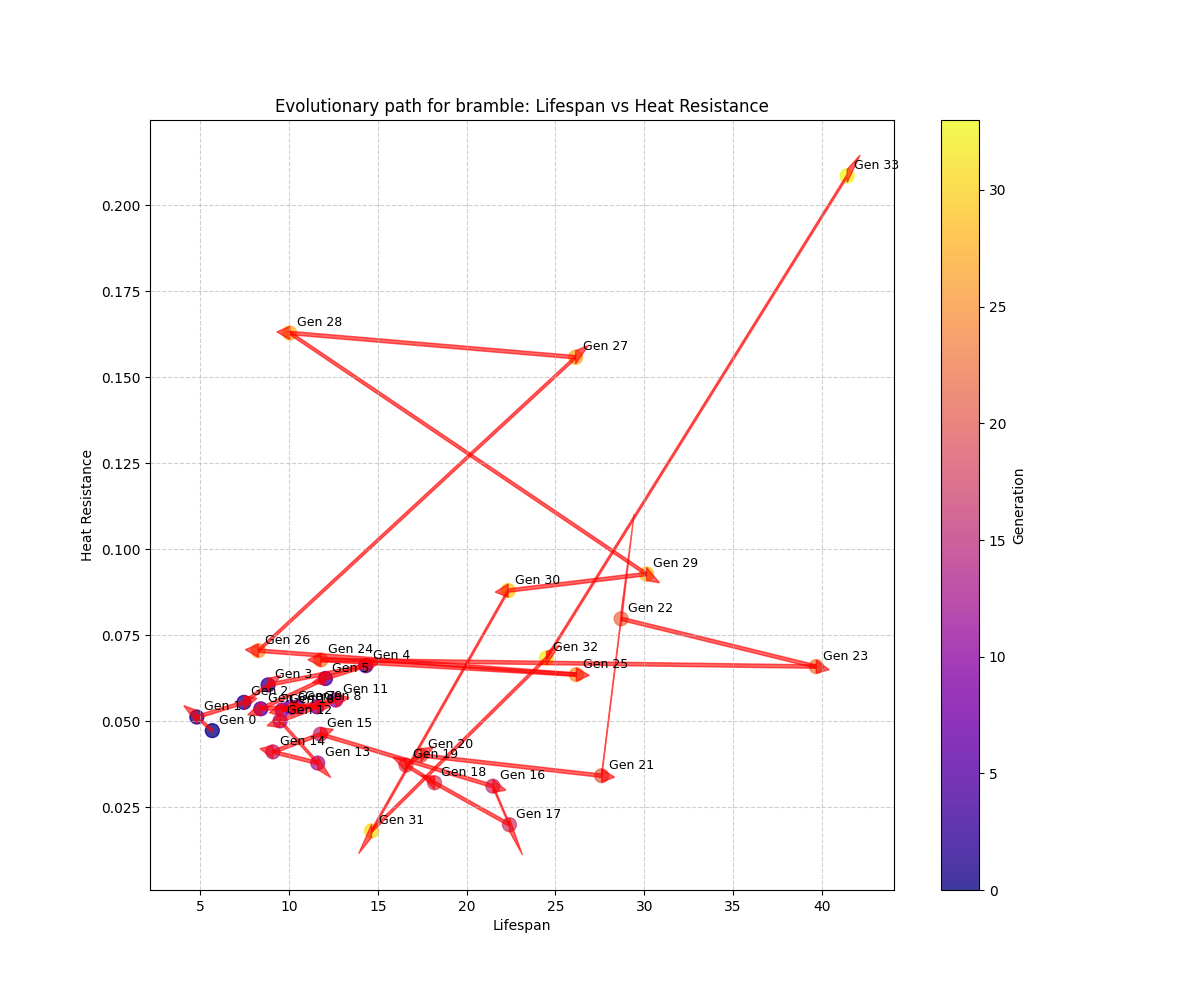 Evolutionary path for bramble: Lifespan vs Heat Resistance
Gen 33
0.200
30
0.175
Gen 28
Gen 27
25
0.150
0.125
20
Heat Resistance
Generation
0.100
15
Gen 29
Gen 30
Gen 22
0.075
Gen 26
Gen 24
Gen 4
Gen 32
Gen 23
Gen 25
Gen 3
Gen 5
10
Gen 2
Gen 11
Gen 1
Gen 12
0.050
Gen 0
Gen 15
Gen 14
Gen 13
Gen 20
Gen 19
Gen 21
Gen 18
Gen 16
5
0.025
Gen 31
Gen 17
0
5
10
15
20
25
30
35
40
Lifespan